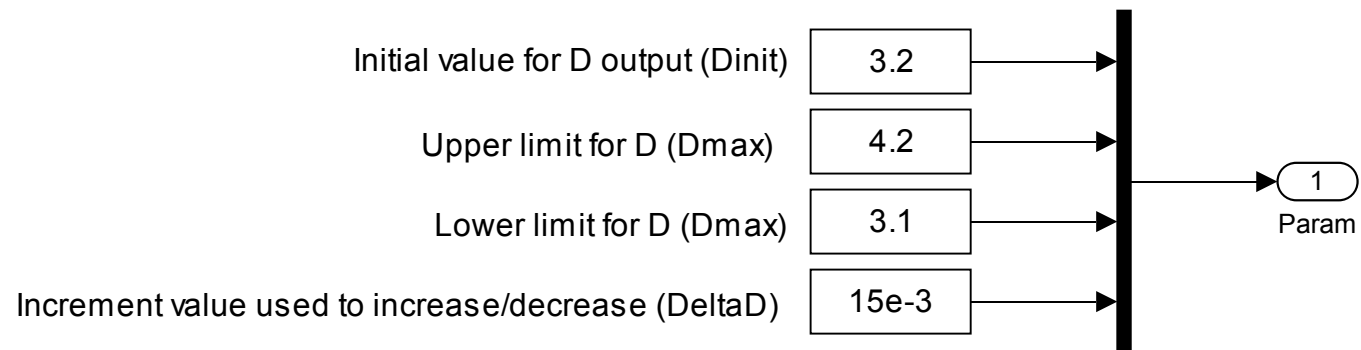 Initial value for D output (Dinit)
3.2
Upper limit for D (Dmax)
4.2
Lower limit for D (Dmax)
3.1
Increment value used to increase/decrease (DeltaD)
15e-3
1
Param